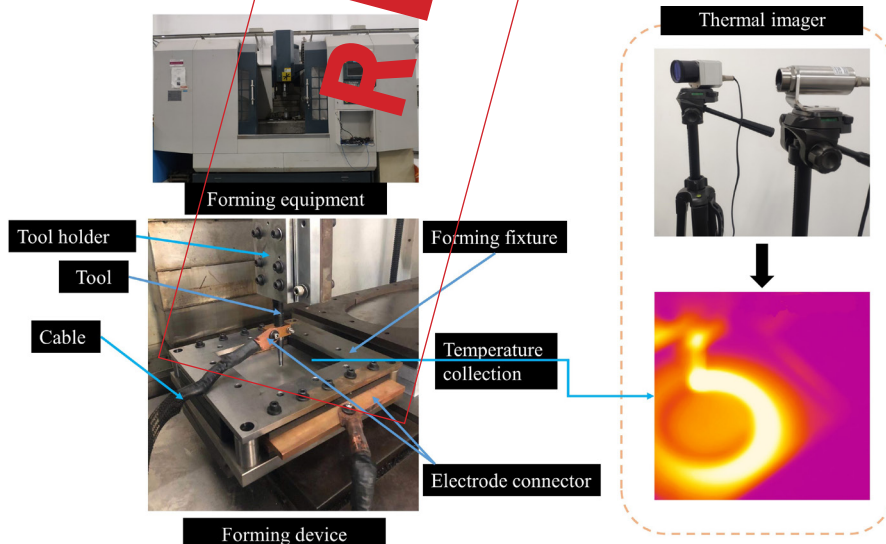 Thermal imager
R
Forming equipment
Tool holder
Forming fixture
Tool
Cable
Temperature
collection
Electrode connector
Forming device